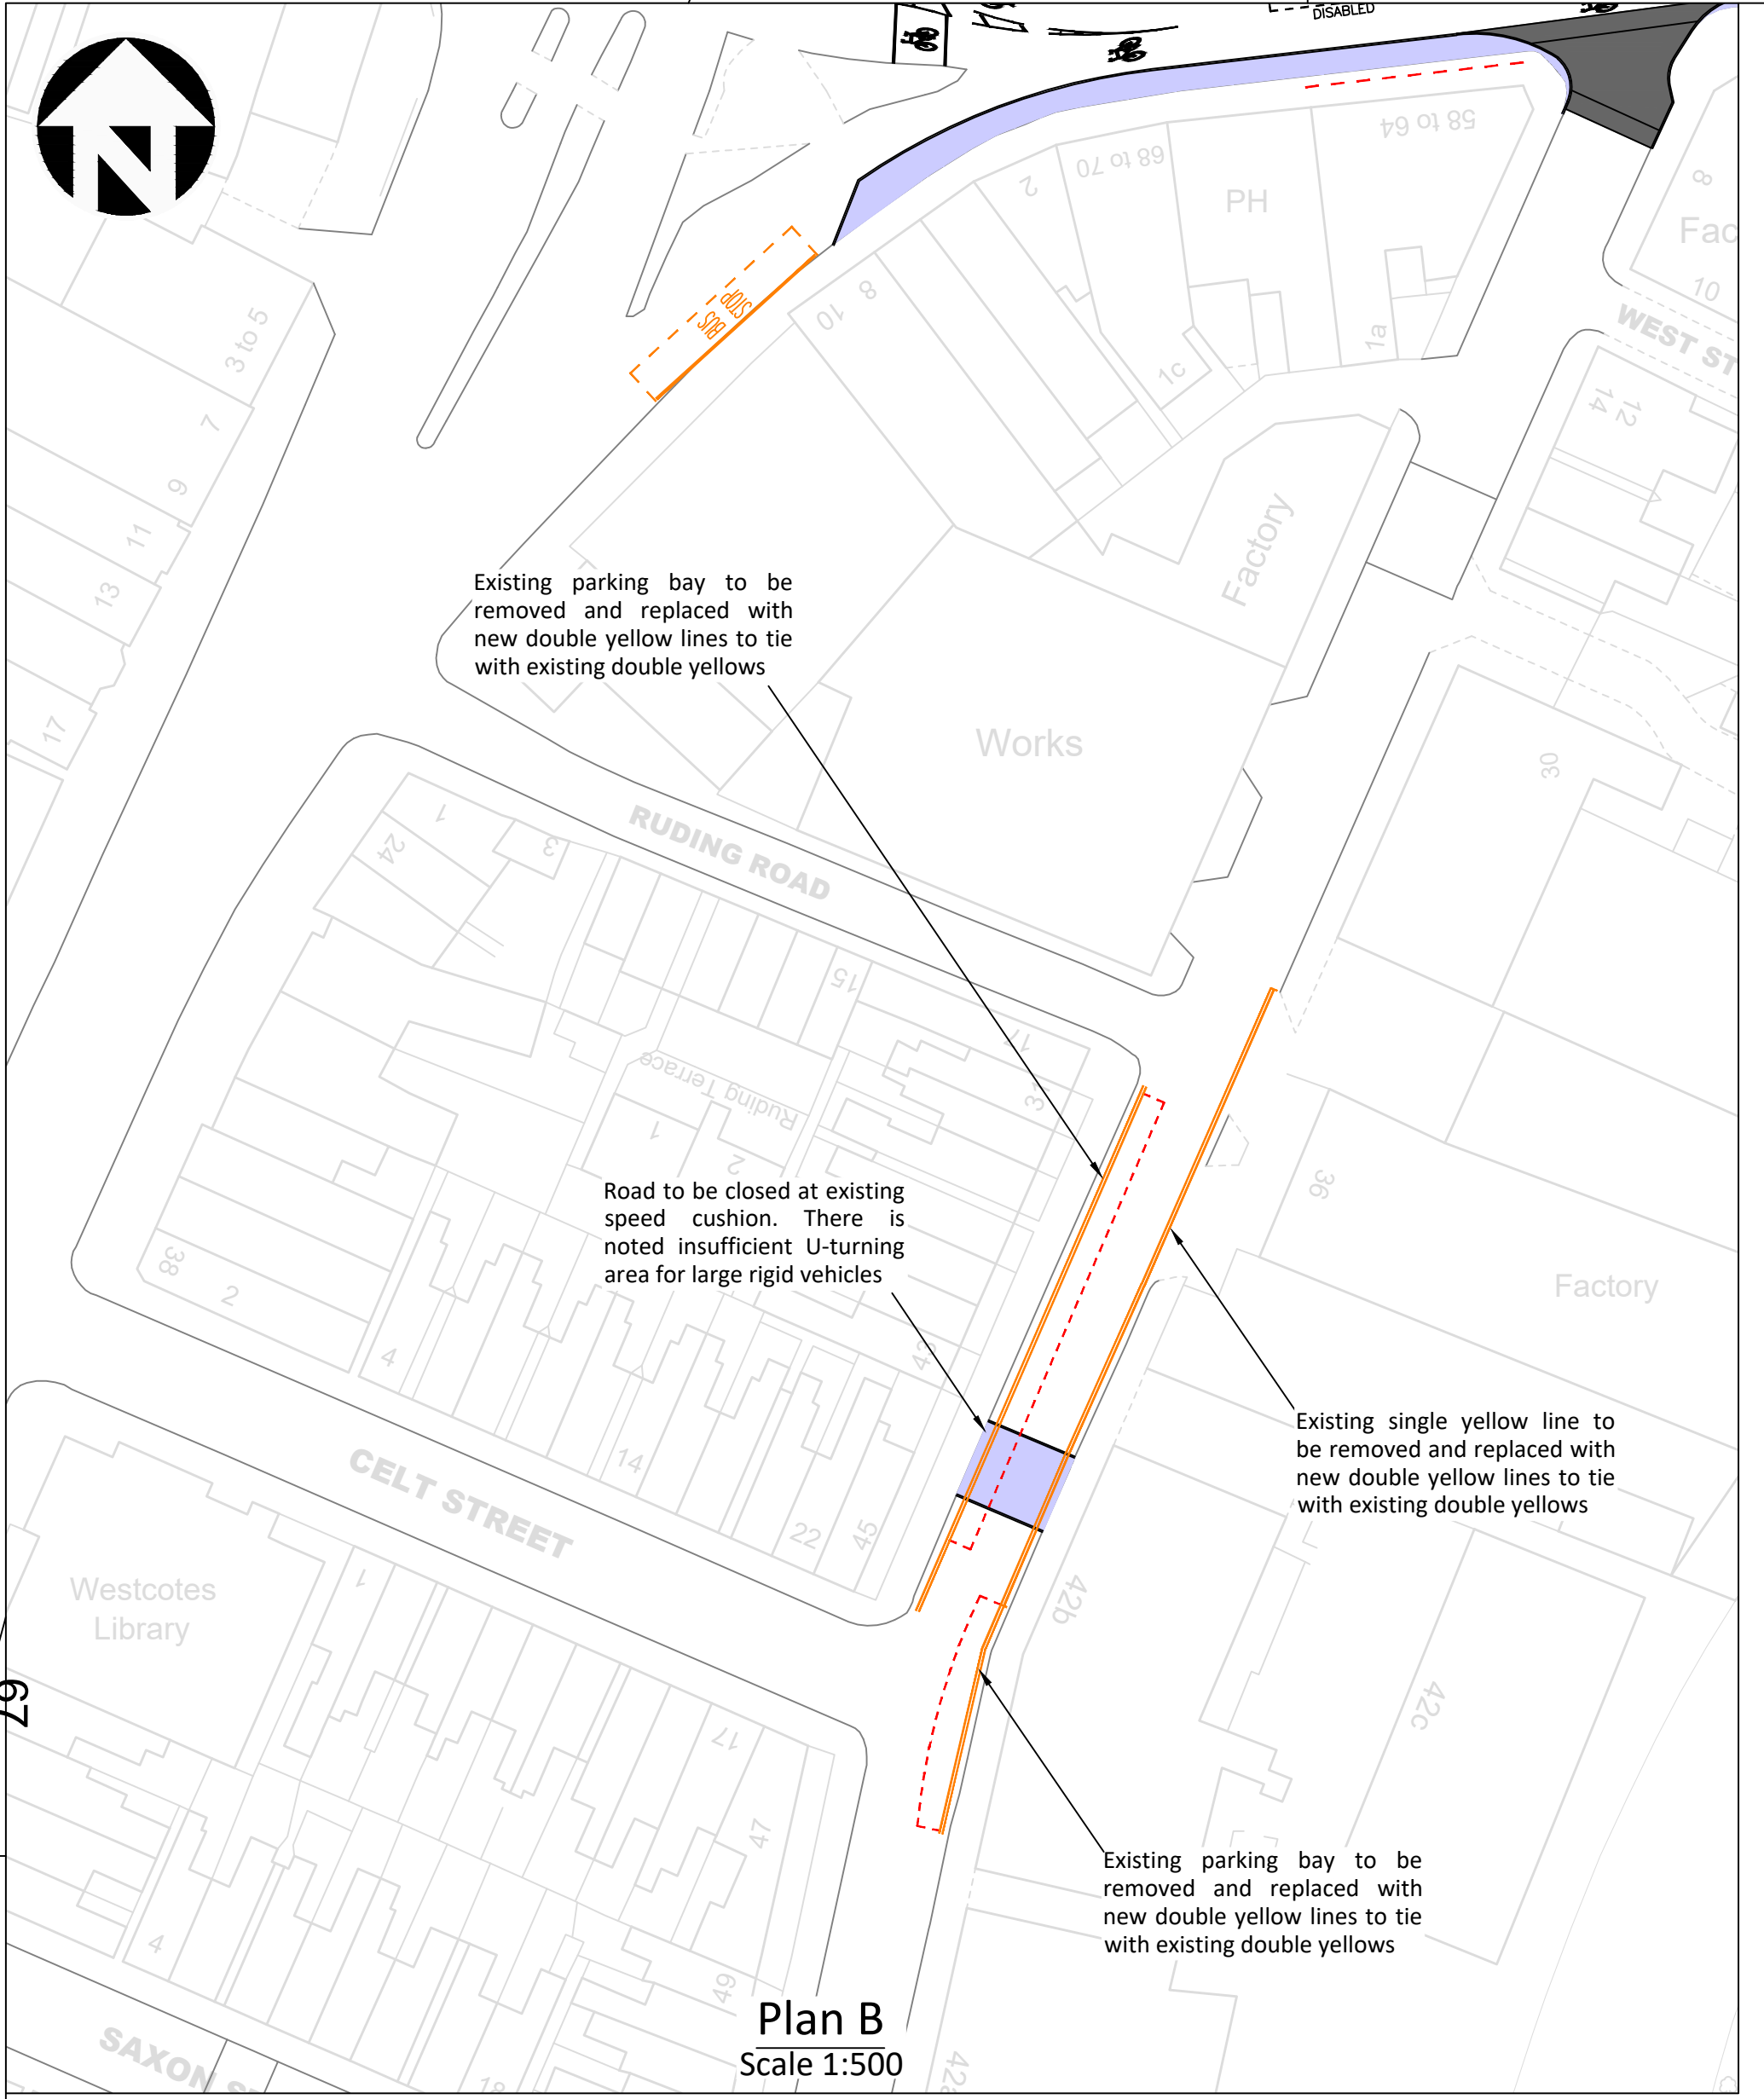 DISABLED
N
58 to 64
68 to 70
2
PH
8
Fac
10
WEST ST
BUS
STOP
8
10
3 to 5
1a
1c
7
14
12
9
11
13
Factory
Existing parking bay to be
removed and replaced with
new double yellow lines to tie
with existing double yellows
17
Works
30
RUDING ROAD
1
24
3
15
17
Ruding Terrace
1
2
36
Road to be closed at existing
speed cushion. There is
noted insufficient U-turning
area for large rigid vehicles
38
2
Factory
4
43
Existing single yellow line to
be removed and replaced with
new double yellow lines to tie
with existing double yellows
14
CELT STREET
22
45
Westcotes
Library
1
42b
67
42c
17
47
Existing parking bay to be
removed and replaced with
new double yellow lines to tie
with existing double yellows
4
49
Plan B
Scale 1:500
SAXON
18